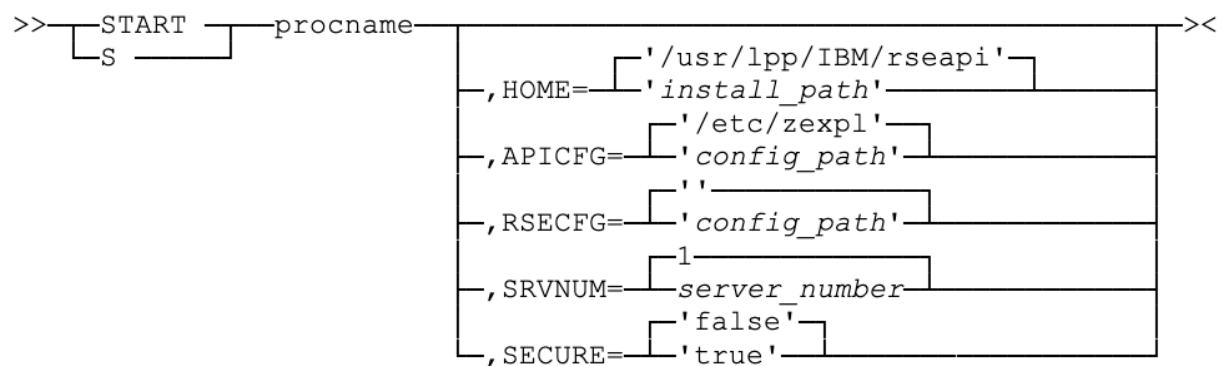 >>START procname><
S
'/usr/lpp/IBM/rseapi'
,HOME= 'install_path'
'/etc/zexpl'
,APICFG= 'config_path'
''
,RSECFG= 'config_path'
1
,SRVNUM= server_number
'false'
,SECURE= 'true'